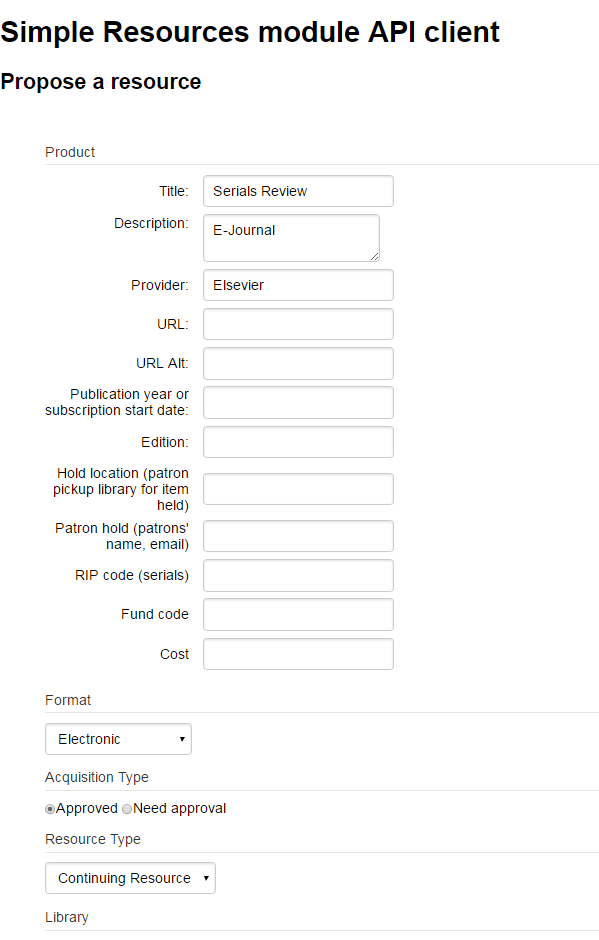 Simple Resources module API client
Propose a resource
Product
Title: Serials Review
Description: E-Journal
Provider: Elsevier
URL:
URL Alt:
Publication year or
subscription start date:
Edition:
Hold location (patron
pickup library for item
held)
Patron hold (patrons'
name, email)
RIP code (serials)
Fund code
Cost
Format
Electronic
Acquisition Type
Approved Need approval
Resource Type
Continuing Resource
Library